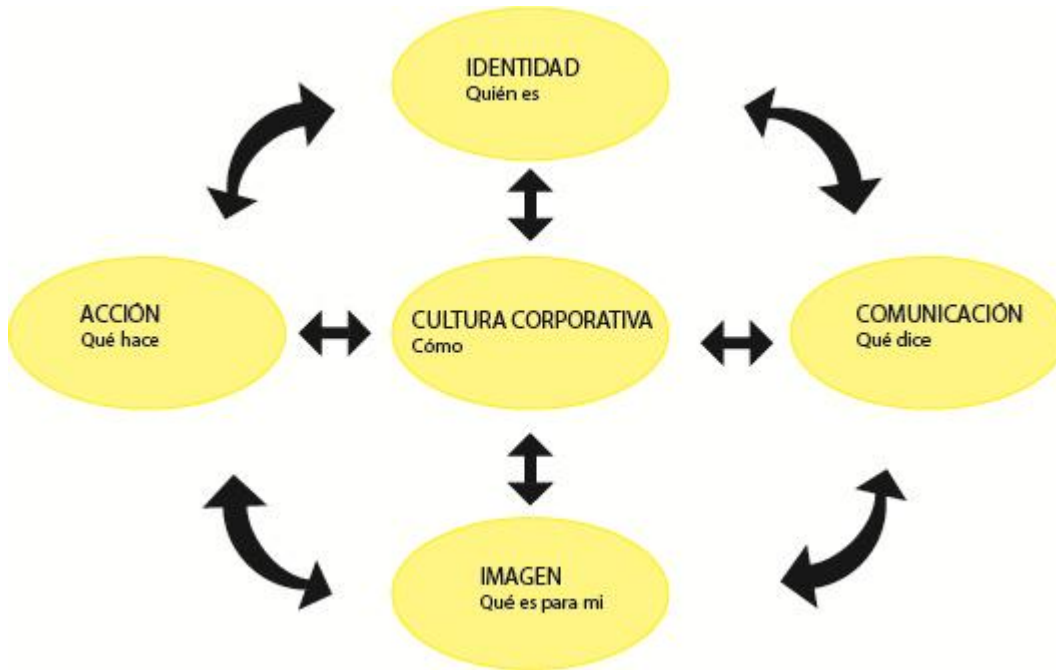 IDENTIDAD
Quién es
ACCIÓN
Qué hace
CULTURA CORPORATIVA
Cómo
COMUNICACIÓN
Qué dice
IMAGEN
Qué es para mi